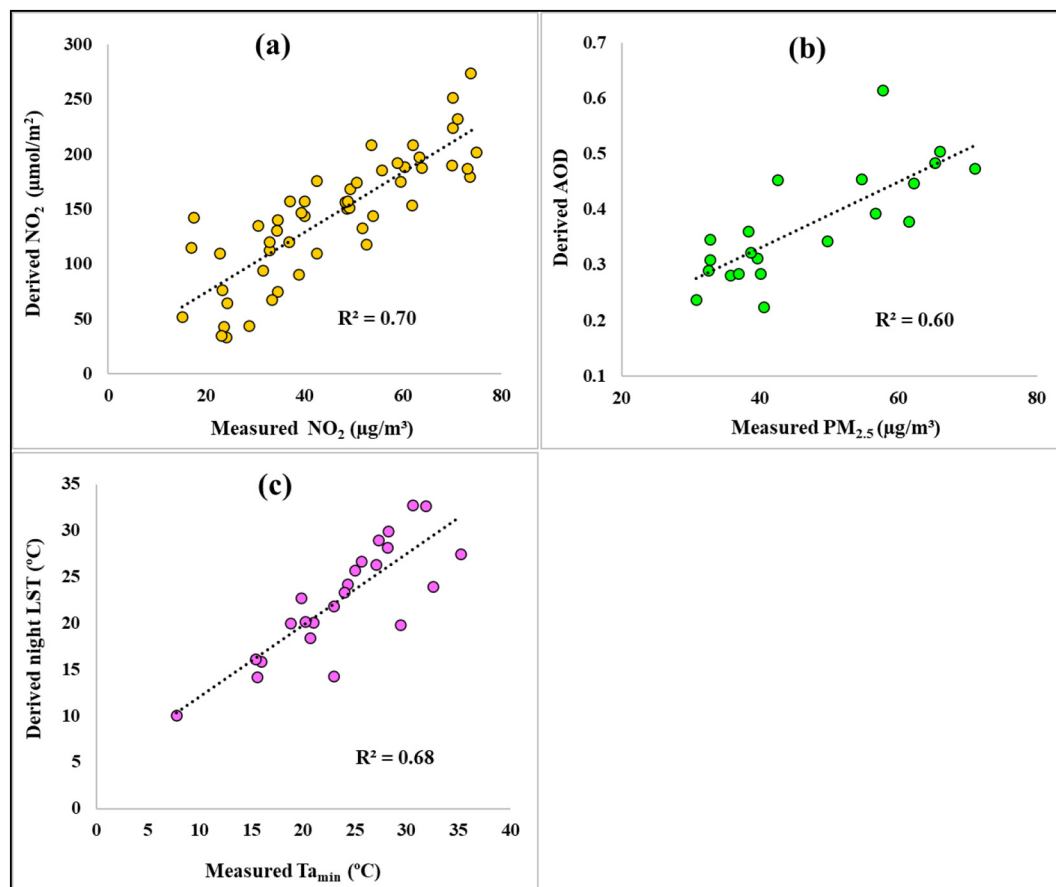 (a)
300
250
200
150
100
50
0
Derived NO₂ (µmol/m²)
0 20 40 60 80
Measured NO₂ (µg/m³)
R² = 0.70
(b)
0.7
0.6
0.5
0.4
0.3
0.2
0.1
Derived AOD
20 40 60 80
Measured PM₂.₅ (µg/m³)
R² = 0.60
(c)
35
30
25
20
15
10
5
0
Derived night LST (ºC)
0 5 10 15 20 25 30 35 40
Measured Taₘᵢₙ (ºC)
R² = 0.68